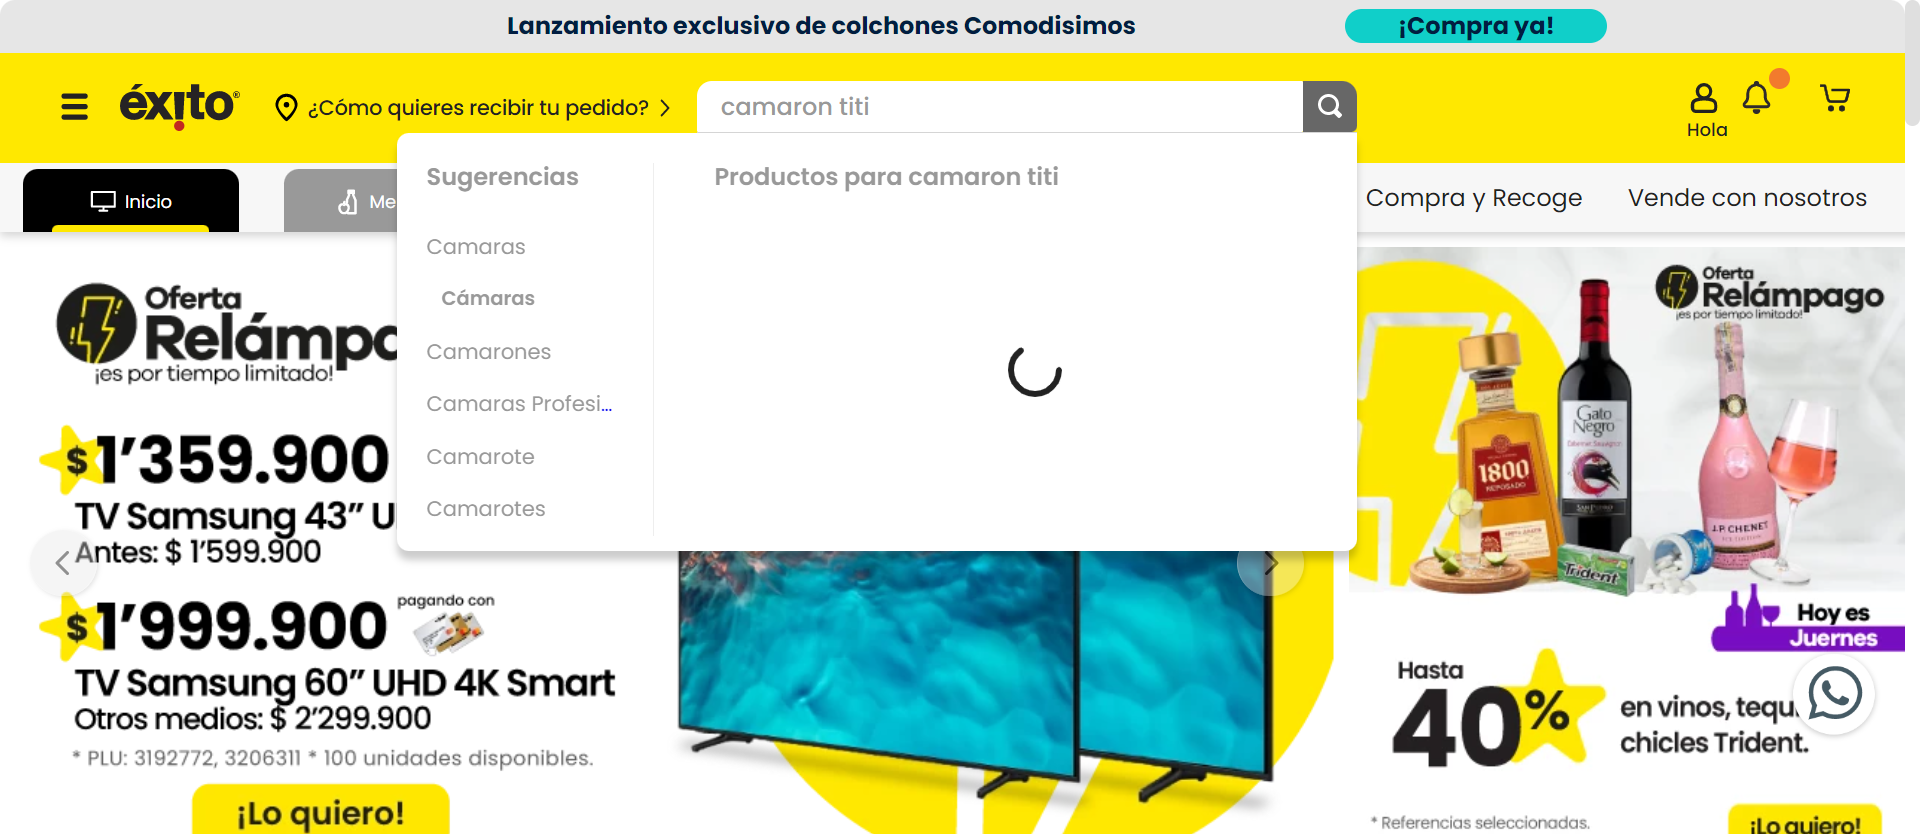 Lanzamiento exclusivo de colchones Comodisimos
¡Compra ya!
éxito®
¿Cómo quieres recibir tu pedido?
camaron titi
Hola
Inicio
Me
Compra y Recoge
Vende con nosotros
Sugerencias
Camaras
Cámaras
Camarones
Camaras Profesi...
Camarote
Camarotes
Productos para camaron titi
Oferta
Relámpa
¡es por tiempo limitado!
$ 1’359.900
TV Samsung 43” U
Antes: $ 1’599.900
$ 1’999.900
pagando con
TV Samsung 60” UHD 4K Smart
Otros medios: $ 2’299.900
* PLU: 3192772, 3206311 * 100 unidades disponibles.
¡Lo quiero!
Oferta
Relámpago
¡es por tiempo limitado!
1800
REPOSADO
Gato
Negro
Cabernet Sauvignon
SAN PEDRO
J.P. CHENET
Trident
Hoy es
Juernes
Hasta
40%
en vinos, tequ
chicles Trident.
* Referencias seleccionadas.
¡Lo quiero!